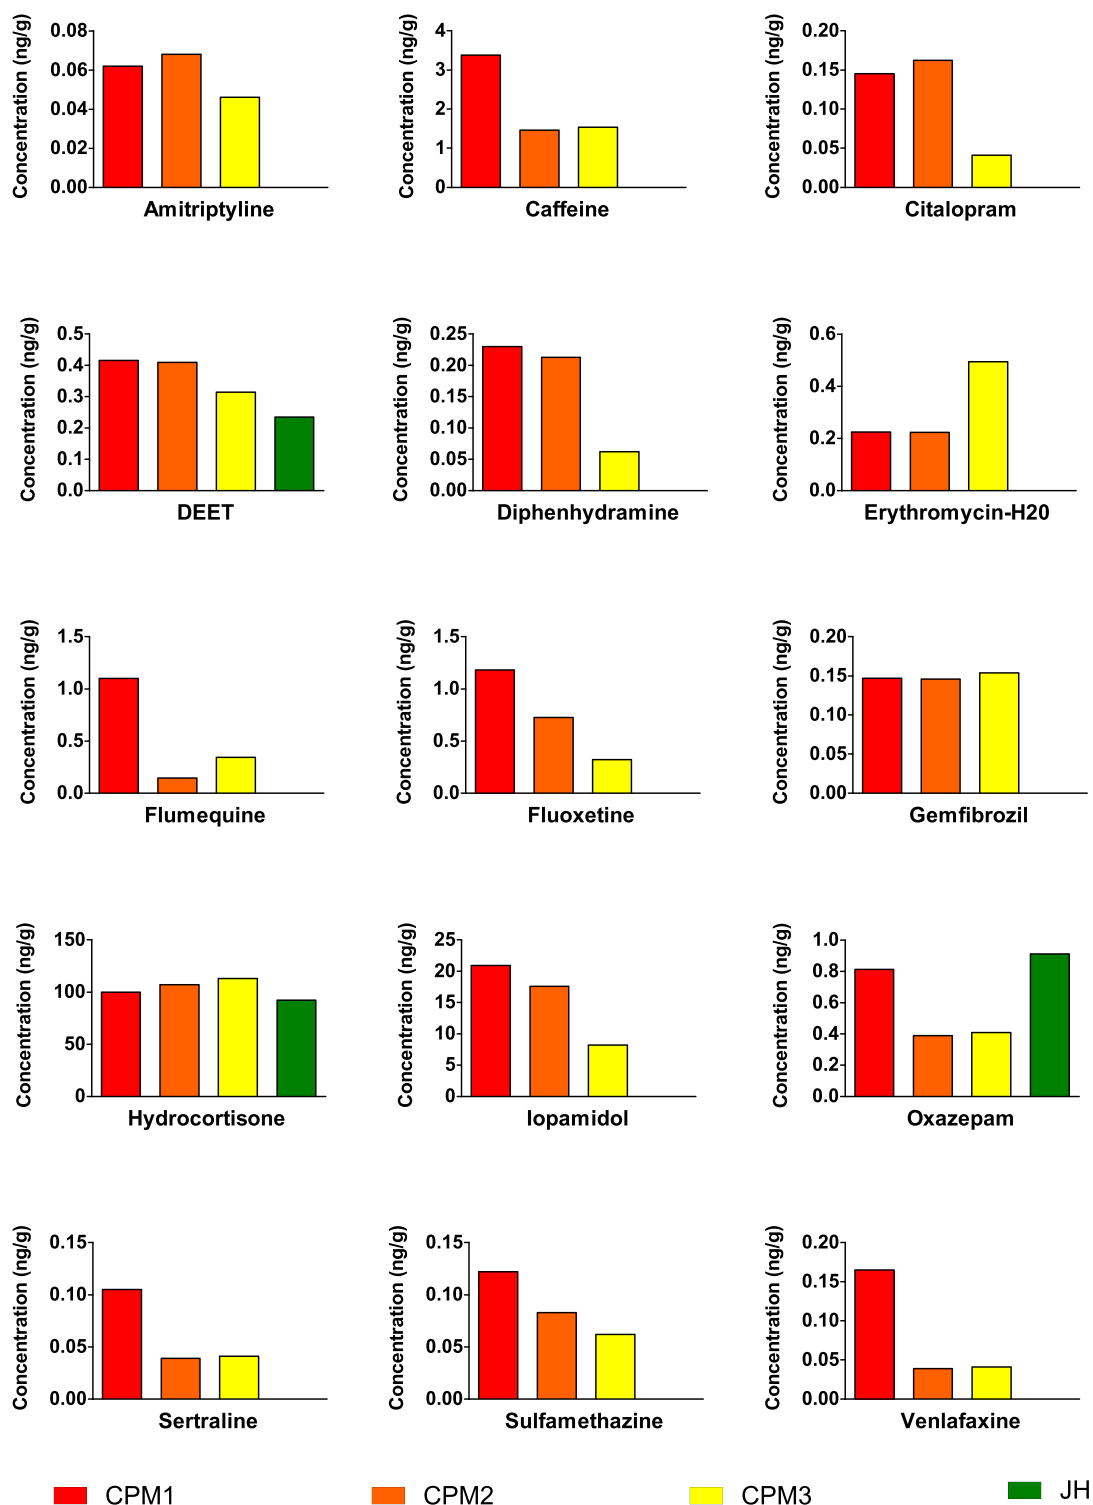 Concentration (ng/g)
0.08
0.06
0.04
0.02
0.00
Amitriptyline
Concentration (ng/g)
4
3
2
1
0
Caffeine
Concentration (ng/g)
0.20
0.15
0.10
0.05
0.00
Citalopram
Concentration (ng/g)
0.5
0.4
0.3
0.2
0.1
0.0
DEET
Concentration (ng/g)
0.25
0.20
0.15
0.10
0.05
0.00
Diphenhydramine
Concentration (ng/g)
0.6
0.4
0.2
0.0
Erythromycin-H20
Concentration (ng/g)
1.5
1.0
0.5
0.0
Flumequine
Concentration (ng/g)
1.5
1.0
0.5
0.0
Fluoxetine
Concentration (ng/g)
0.20
0.15
0.10
0.05
0.00
Gemfibrozil
Concentration (ng/g)
150
100
50
0
Hydrocortisone
Concentration (ng/g)
25
20
15
10
5
0
Iopamidol
Concentration (ng/g)
1.0
0.8
0.6
0.4
0.2
0.0
Oxazepam
Concentration (ng/g)
0.15
0.10
0.05
0.00
Sertraline
Concentration (ng/g)
0.15
0.10
0.05
0.00
Sulfamethazine
Concentration (ng/g)
0.20
0.15
0.10
0.05
0.00
Venlafaxine
CPM1 CPM2 CPM3 JH